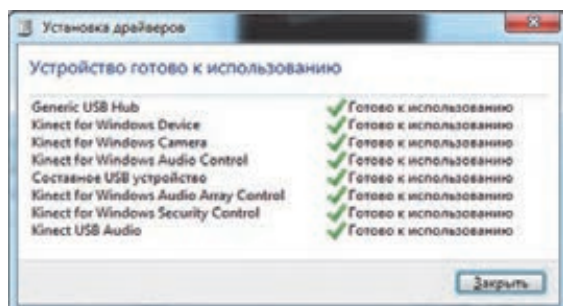 Установка драйверов
Устройство готово к использованию
Generic USB Hub Готово к использованию
Kinect for Windows Device Готово к использованию
Kinect for Windows Camera Готово к использованию
Kinect for Windows Audio Control Готово к использованию
Составное USB устройство Готово к использованию
Kinect for Windows Audio Array Control Готово к использованию
Kinect for Windows Security Control Готово к использованию
Kinect USB Audio Готово к использованию
Закрыть